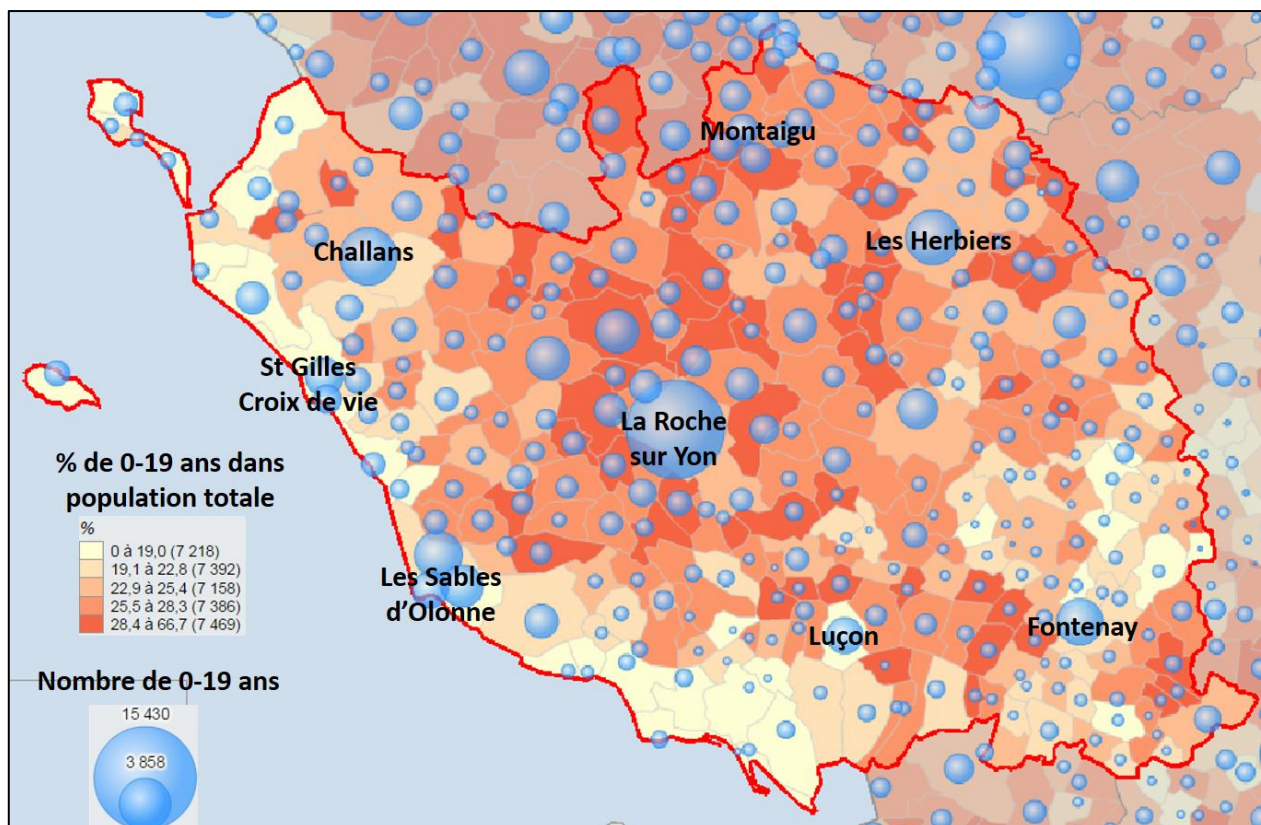 Montaigu
Les Herbiers
Challans
St Gilles
Croix de vie
La Roche
sur Yon
% de 0-19 ans dans
population totale
%
0 à 19,0 (7 218)
19,1 à 22,8 (7 392)
22,9 à 25,4 (7 158)
25,5 à 28,3 (7 386)
28,4 à 66,7 (7 469)
Les Sables
d’Olonne
Luçon
Fontenay
Nombre de 0-19 ans
15 430
3 858